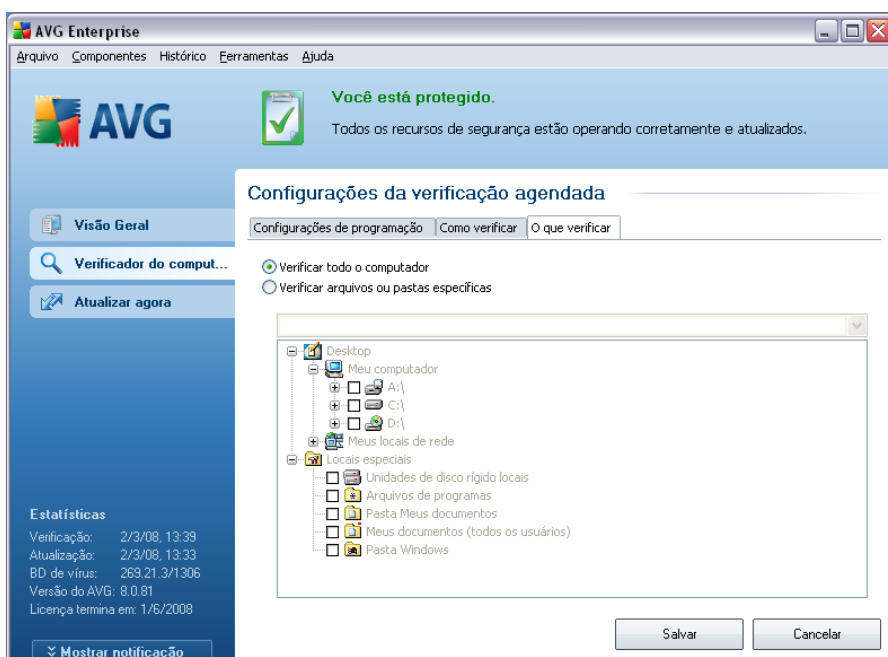 AVG Enterprise
Arquivo Componentes Histórico Ferramentas Ajuda
AVG
Você está protegido.
Todos os recursos de segurança estão operando corretamente e atualizados.
Configurações da verificação agendada
Visão Geral
Verificador do comput...
Atualizar agora
Configurações de programação Como verificar O que verificar
Verificar todo o computador
Verificar arquivos ou pastas específicas
Desktop
Meu computador
A:\
C:\
D:\
Meus locais de rede
Locais especiais
Unidades de disco rígido locais
Arquivos de programas
Pasta Meus documentos
Meus documentos (todos os usuários)
Pasta Windows
Estatísticas
Verificação: 2/3/08, 13:39
Atualização: 2/3/08, 13:33
BD de vírus: 269.21.3/1306
Versão do AVG: 8.0.81
Licença termina em: 1/6/2008
Mostrar notificação
Salvar Cancelar